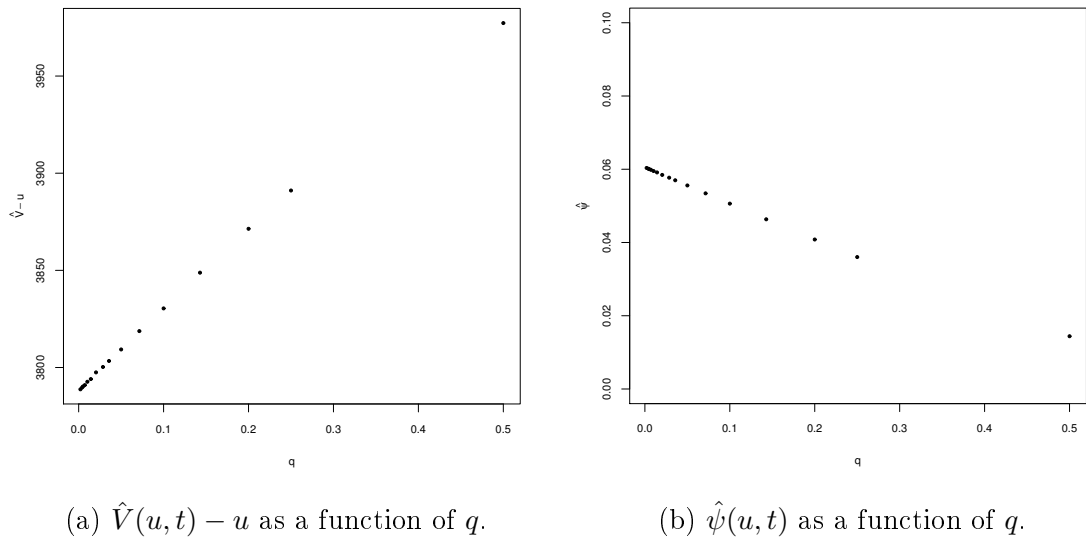 3950
3900
3850
3800
V̂ − u
0.0 0.1 0.2 0.3 0.4 0.5
q
(a) V̂(u, t) − u as a function of q.
0.10
0.08
0.06
0.04
0.02
0.00
ψ̂
0.0 0.1 0.2 0.3 0.4 0.5
q
(b) ψ̂(u, t) as a function of q.